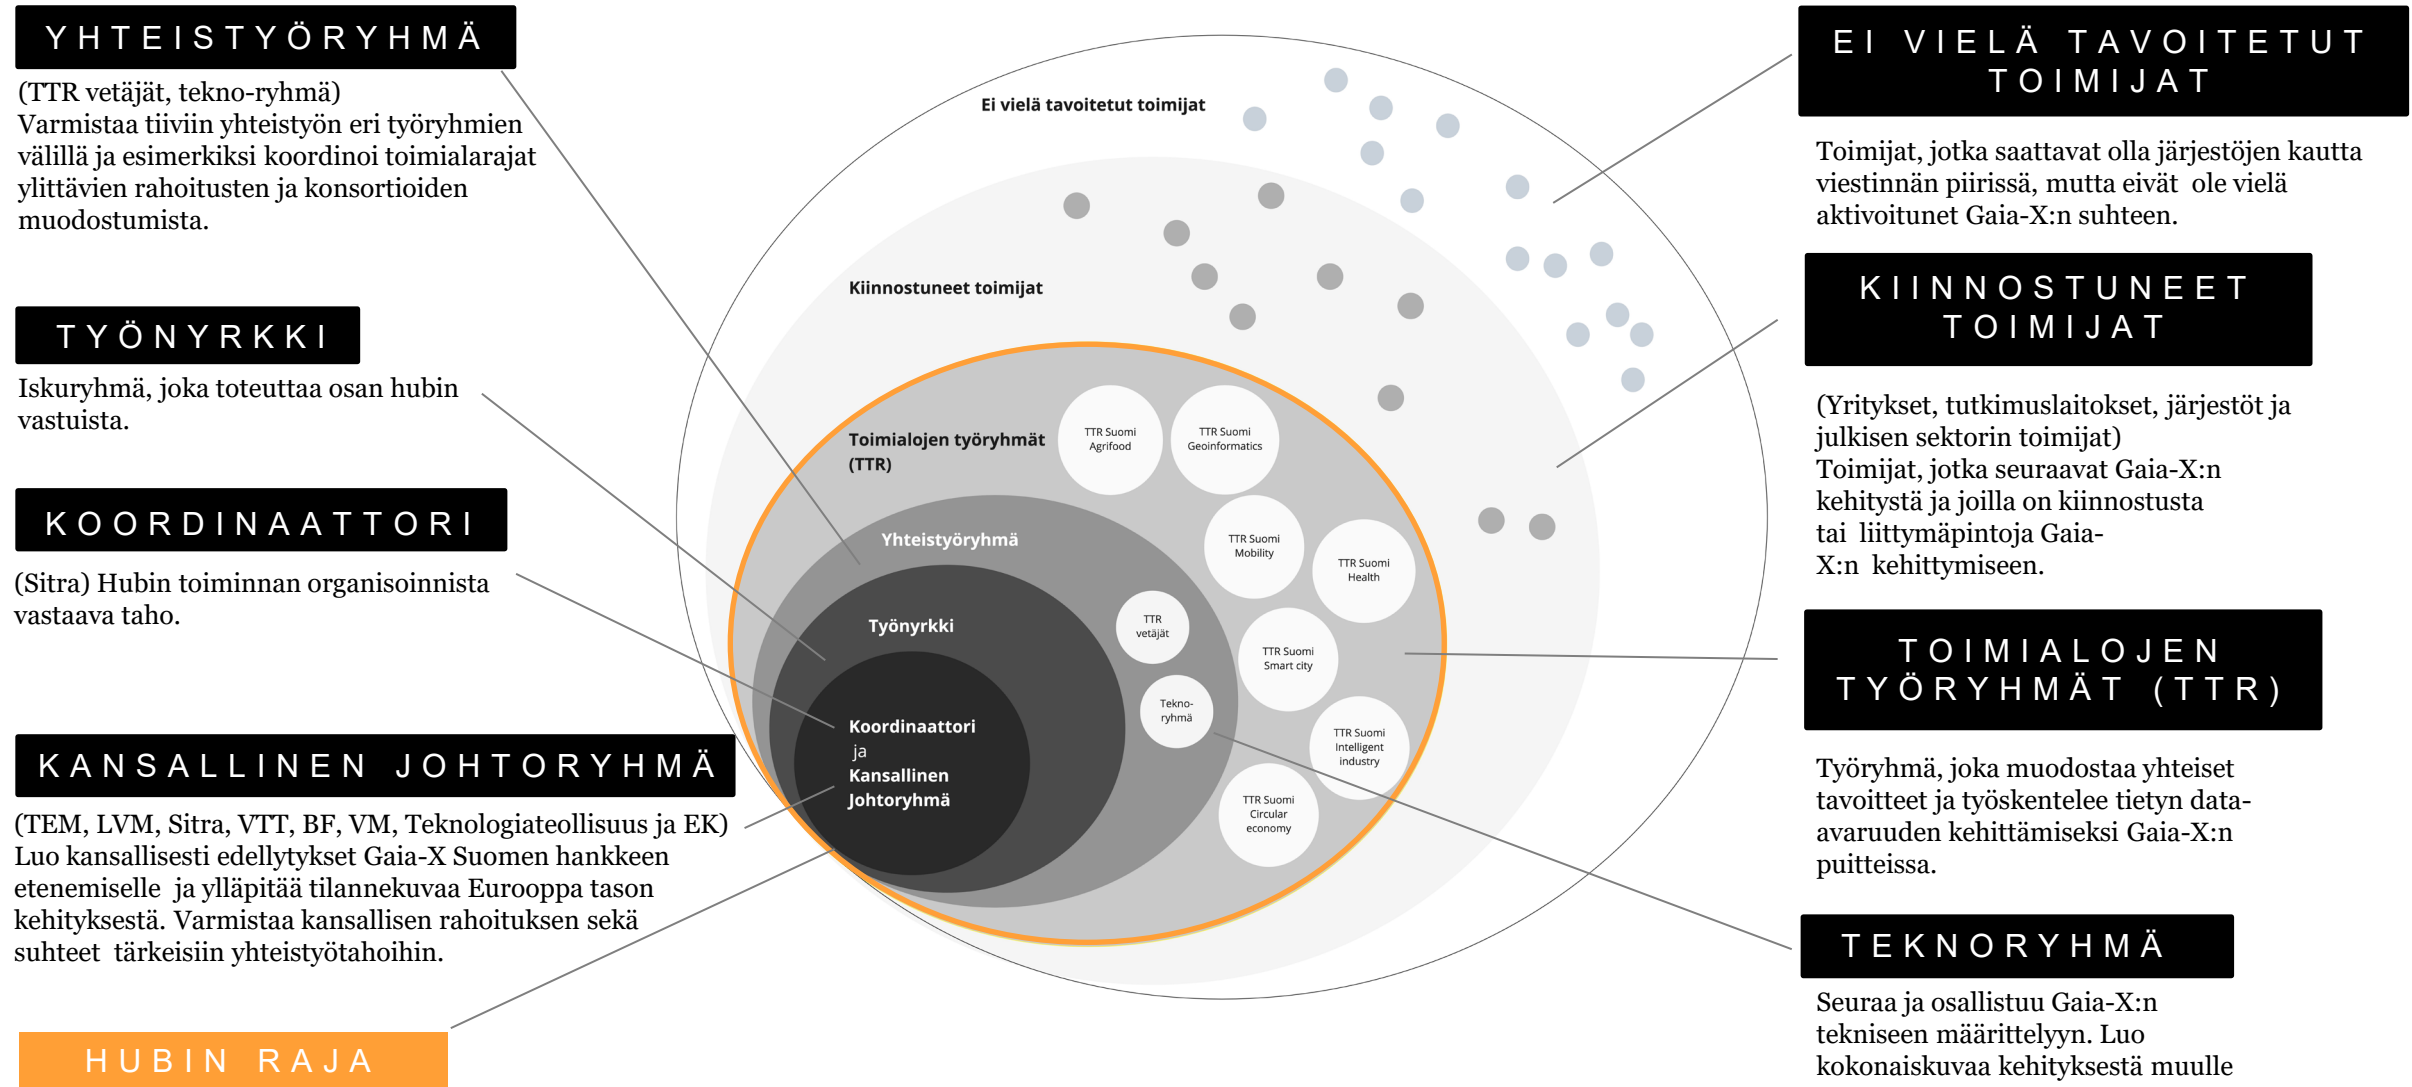 YHTEISTYÖRYHMÄ
(TTR vetäjät, tekno-ryhmä)
Varmistaa tiiviin yhteistyön eri työryhmien
välillä ja esimerkiksi koordinoi toimialarajat
ylittävien rahoitusten ja konsortioiden
muodostumista.
TYÖNYRKKI
Iskuryhmä, joka toteuttaa osan hubin
vastuista.
KOORDINAATTORI
(Sitra) Hubin toiminnan organisoinnista
vastaava taho.
KANSALLINEN JOHTORYHMÄ
(TEM, LVM, Sitra, VTT, BF, VM, Teknologiateollisuus ja EK)
Luo kansallisesti edellytykset Gaia-X Suomen hankkeen
etenemiselle ja ylläpitää tilannekuvaa Eurooppa tason
kehityksestä. Varmistaa kansallisen rahoituksen sekä
suhteet tärkeisiin yhteistyötahoihin.
HUBIN RAJA
Ei vielä tavoitetut toimijat
Kiinnostuneet toimijat
Toimialojen työryhmät
(TTR)
TTR Suomi
Agrifood
TTR Suomi
Geoinformatics
TTR Suomi
Mobility
TTR Suomi
Health
TTR Suomi
Smart city
TTR Suomi
Intelligent
industry
TTR Suomi
Circular
economy
Yhteistyöryhmä
TTR
vetäjät
Tekno-
ryhmä
Työnyrkki
Koordinaattori
ja
Kansallinen
Johtoryhmä
EI VIELÄ TAVOITETUT
TOIMIJAT
Toimijat, jotka saattavat olla järjestöjen kautta
viestinnän piirissä, mutta eivät ole vielä
aktivoitunet Gaia-X:n suhteen.
KIINNOSTUNEET
TOIMIJAT
(Yritykset, tutkimuslaitokset, järjestöt ja
julkisen sektorin toimijat)
Toimijat, jotka seuraavat Gaia-X:n
kehitystä ja joilla on kiinnostusta
tai liittymäpintoja Gaia-
X:n kehittymiseen.
TOIMIALOJEN
TYÖRYHMÄT (TTR)
Työryhmä, joka muodostaa yhteiset
tavoitteet ja työskentelee tietyn data-
avaruuden kehittämiseksi Gaia-X:n
puitteissa.
TEKNORYHMÄ
Seuraa ja osallistuu Gaia-X:n
tekniseen määrittelyyn. Luo
kokonaiskuvaa kehityksestä muulle